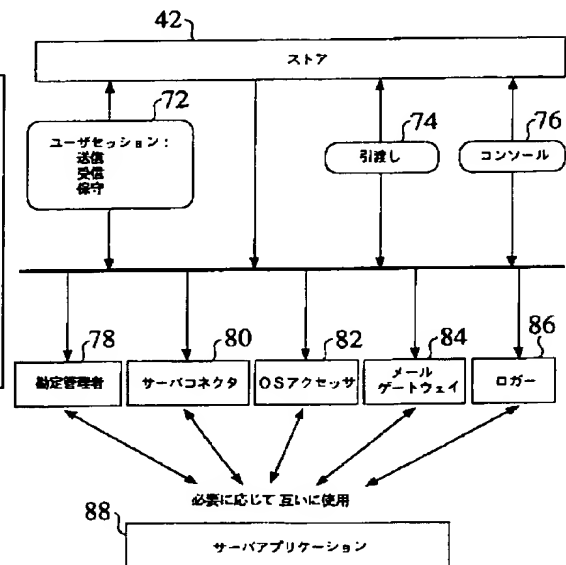 42
ストア
72
ユーザセッション：
送信
受信
保守
74
引渡し
76
コンソール
78
勘定管理者
80
サーバコネクタ
82
OSアクセッサ
84
メール
ゲートウェイ
86
ロガー
必要に応じて 互いに使用
88
サーバアプリケーション